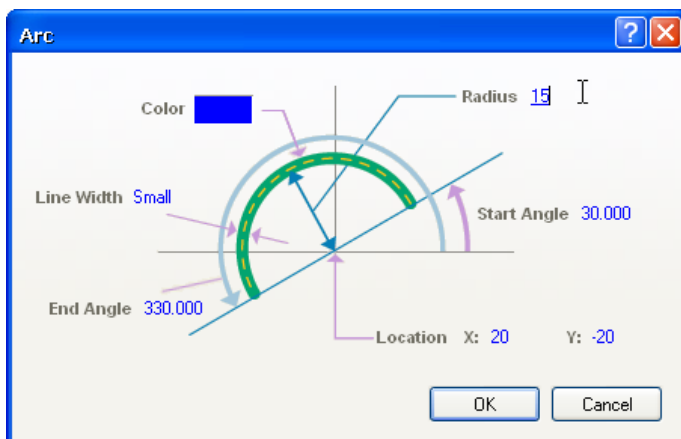 Arc
Radius 15
Color
Line Width Small
Start Angle 30.000
End Angle 330.000
Location X: 20 Y: -20
OK Cancel